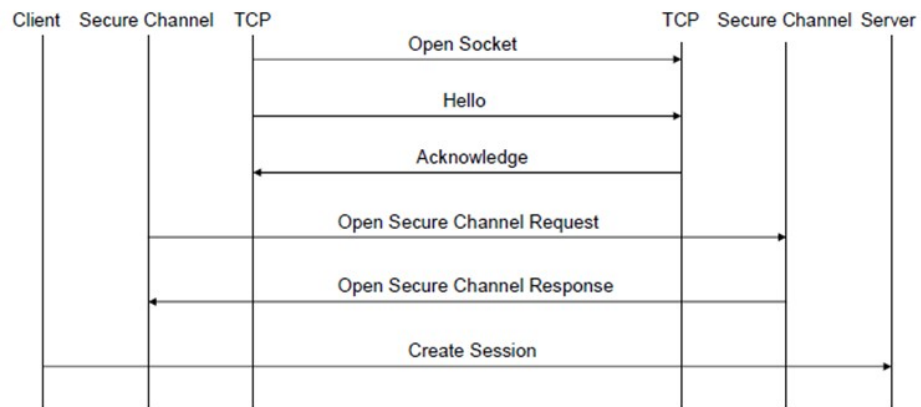 Client Secure Channel TCP TCP Secure Channel Server
Open Socket
Hello
Acknowledge
Open Secure Channel Request
Open Secure Channel Response
Create Session